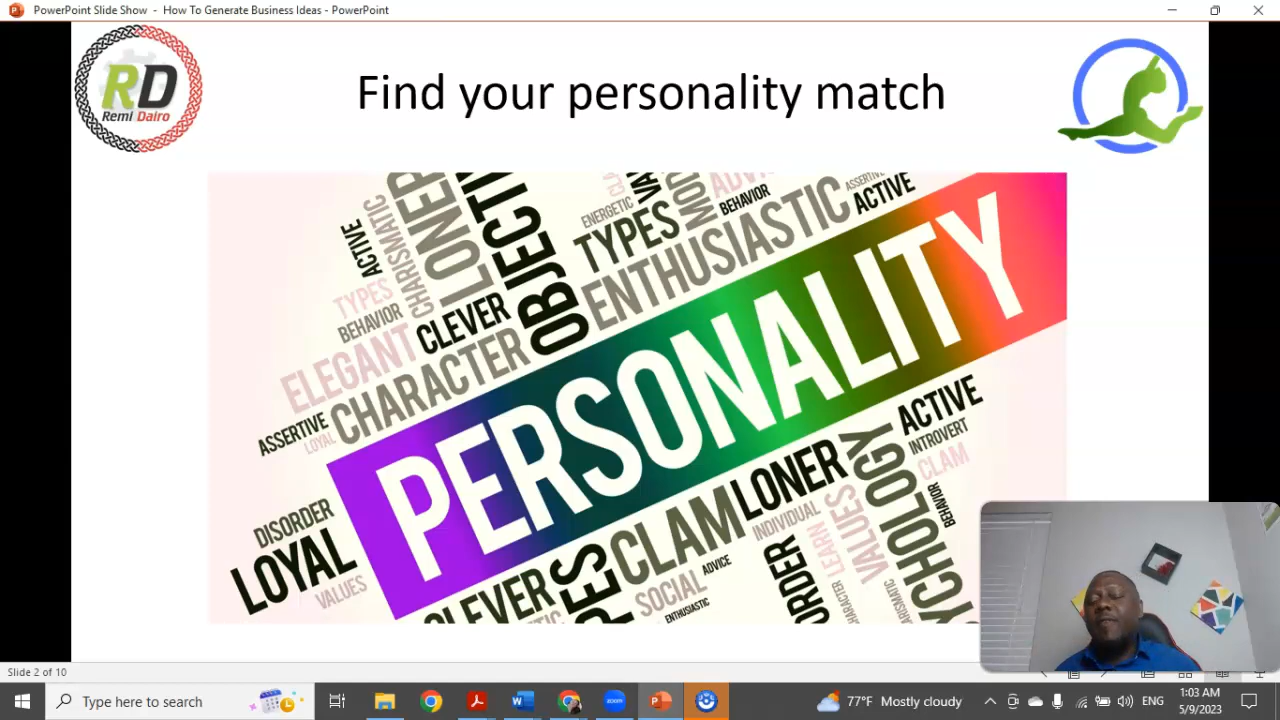 PowerPoint Slide Show - How To Generate Business Ideas - PowerPoint
RD
Remi Dairo
Find your personality match
ACTIVE
CHARISMATIC
LONER
OBJECTIVE
TYPES
BEHAVIOR
ELEGANT
CLEVER
CHARACTER
ASSERTIVE
LOYAL
ENERGETIC
TYPES
BEHAVIOR
ASSERTIVE
ACTIVE
ENTHUSIASTIC
PERSONALITY
DISORDER
LOYAL
VALUES
CLEVER
CLAM
SOCIAL
ADVICE
ENTHUSIASTIC
LONER
INDIVIDUAL
LEARN
VALUES
ACTIVE
INTROVERT
CLAM
BEHAVIOR
Slide 2 of 10
Type here to search
zoom
77°F Mostly cloudy
ENG
1:03 AM
5/9/2023